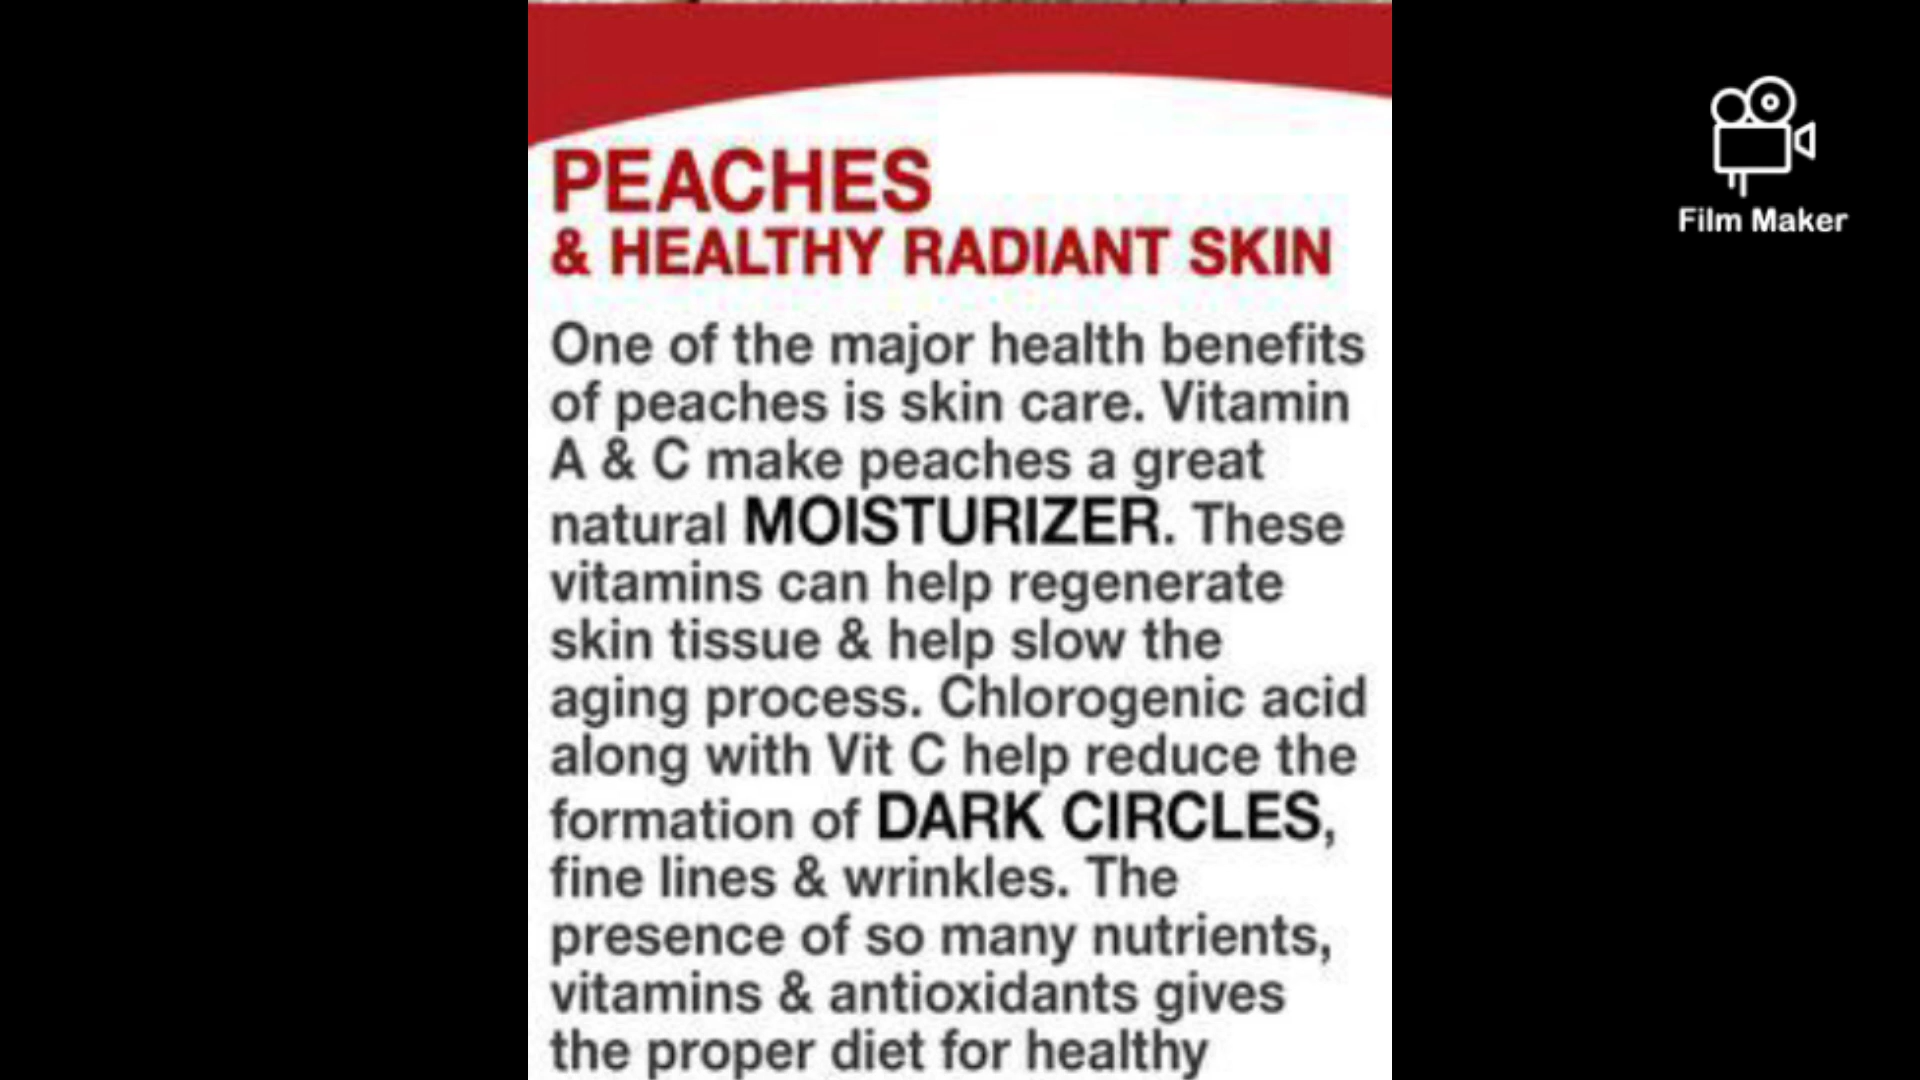 PEACHES
& HEALTHY RADIANT SKIN
One of the major health benefits
of peaches is skin care. Vitamin
A & C make peaches a great
natural MOISTURIZER. These
vitamins can help regenerate
skin tissue & help slow the
aging process. Chlorogenic acid
along with Vit C help reduce the
formation of DARK CIRCLES,
fine lines & wrinkles. The
presence of so many nutrients,
vitamins & antioxidants gives
the proper diet for healthy
Film Maker